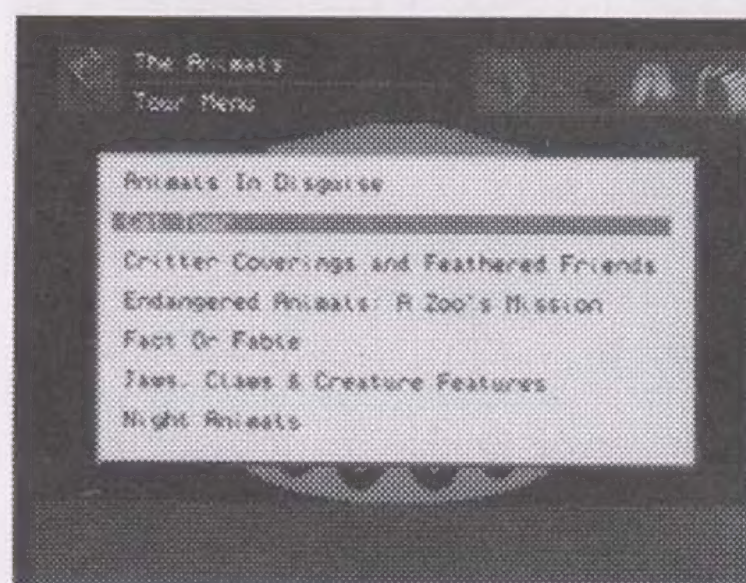 The Animals
Tour Menu
Animals In Disguise
Critter Coverings and Feathered Friends
Endangered Animals: A Zoo's Mission
Fact Or Fable
Jaws, Claws & Creature Features
Night Animals